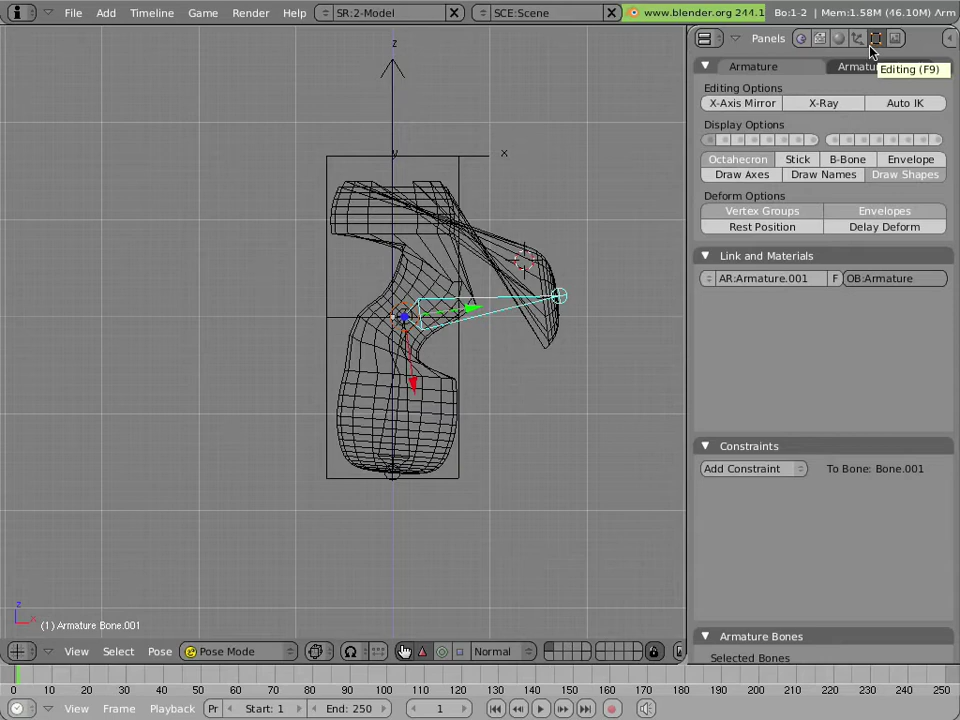 File Add Timeline Game Render Help SR:2-Model SCE:Scene www.blender.org 244.1 Bo:1-2 | Mem:1.58M (46.10M) Arm
Panels
Editing (F9)
Armature
Editing Options
X-Axis Mirror X-Ray Auto IK
Display Options
Octahedron Stick B-Bone Envelope
Draw Axes Draw Names Draw Shapes
Deform Options
Vertex Groups Envelopes
Rest Position Delay Deform
Link and Materials
AR:Armature.001 F OB:Armature
Constraints
Add Constraint To Bone: Bone.001
Armature Bones
Selected Bones
z
y x
z
x
(1) Armature Bone.001
View Select Pose Pose Mode Normal
0 10 20 30 40 50 60 70 80 90 100 110 120 130 140 150 160 170 180 190 200 210 220 230 240 250
View Frame Playback Pr Start: 1 End: 250 1